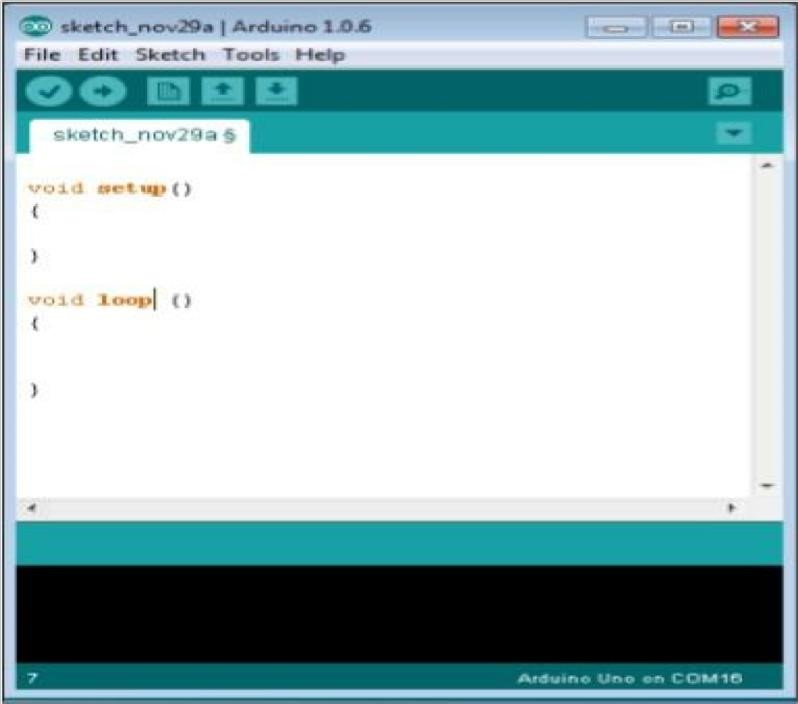 sketch_nov29a | Arduino 1.0.6
File Edit Sketch Tools Help
sketch_nov29a §
void setup()
{
}
void loop ()
{
}
7 Arduino Uno on COM16